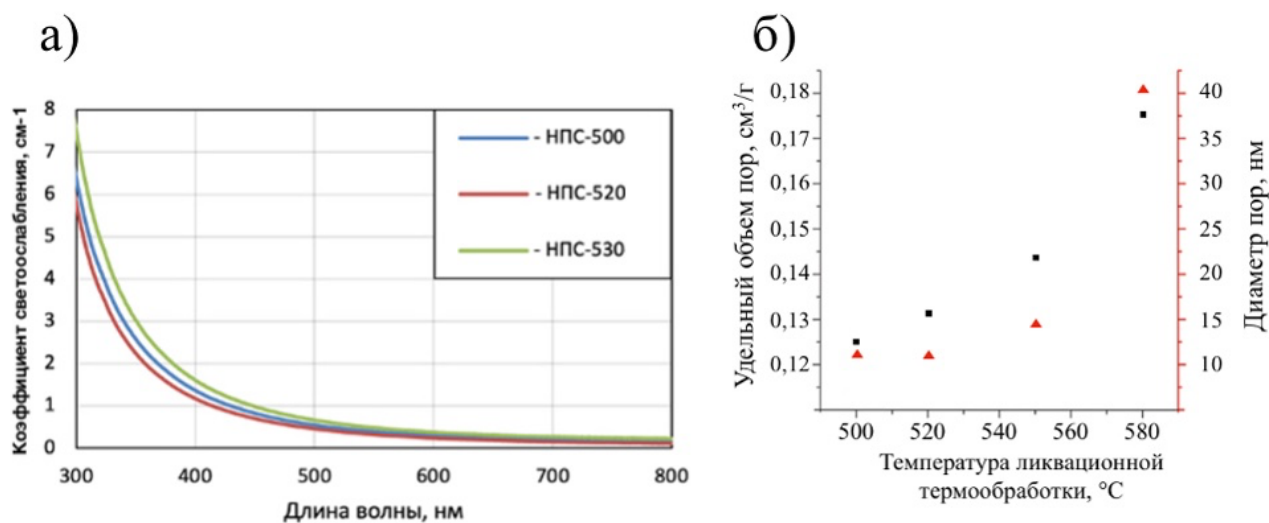 а)
Коэффициент светоослабления, см-1
8
7
6
5
4
3
2
1
0
300 400 500 600 700 800
Длина волны, нм
- НПС-500
- НПС-520
- НПС-530
б)
Удельный объем пор, см³/г
0,18
0,17
0,16
0,15
0,14
0,13
0,12
500 520 540 560 580
Температура ликвационной
термообработки, °C
40
35
30
25
20
15
10
Диаметр пор, нм